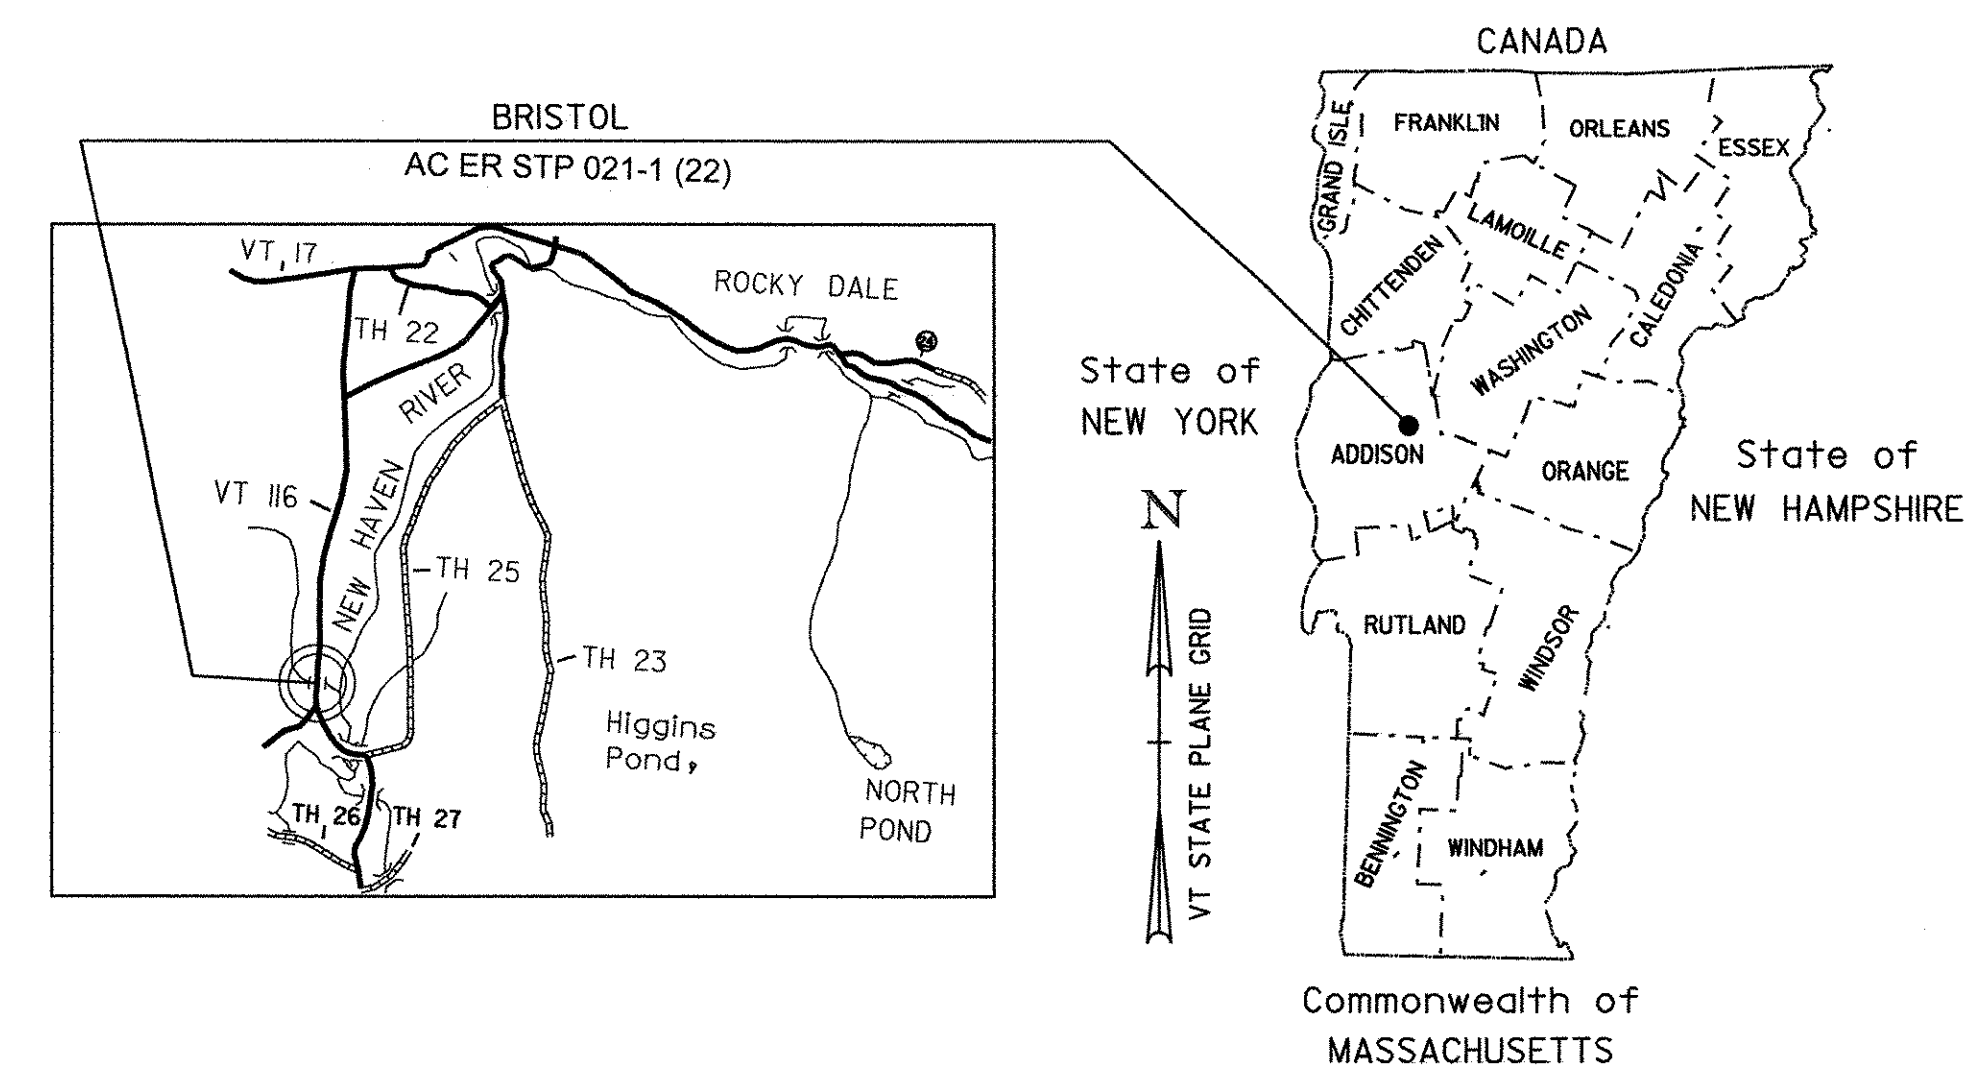 BRISTOL
AC ER STP 021-1 (22)
VT 17
TH 22
ROCKY DALE
24
RIVER
VT 116
HAVEN
NEW
TH 25
TH 23
Higgins
Pond,
NORTH
POND
TH 26
TH 27
CANADA
GRAND ISLE
FRANKLIN
ORLEANS
ESSEX
LAMOILLE
CHITTENDEN
CALEDONIA
WASHINGTON
State of
NEW YORK
ADDISON
ORANGE
State of
NEW HAMPSHIRE
N
VT STATE PLANE GRID
RUTLAND
WINDSOR
BENNINGTON
WINDHAM
Commonwealth of
MASSACHUSETTS